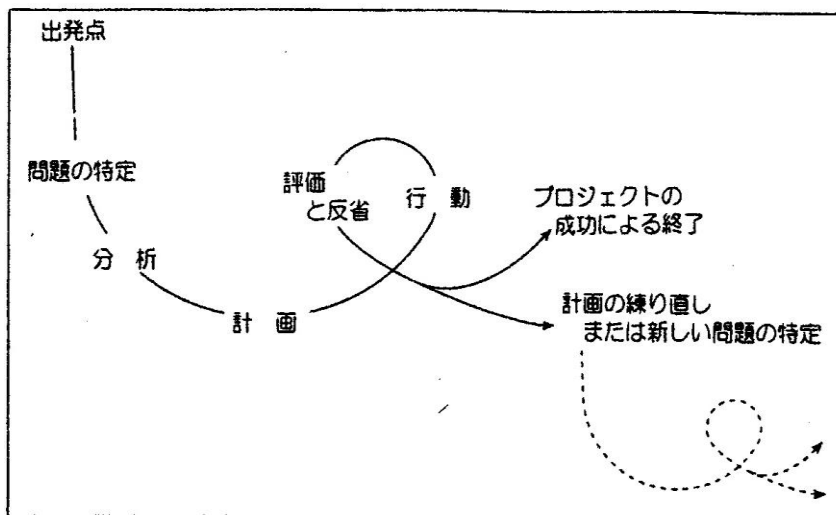 出発点
問題の特定
分 析
計 画
行 動
評価
と反省
プロジェクトの
成功による終了
計画の練り直し
または新しい問題の特定